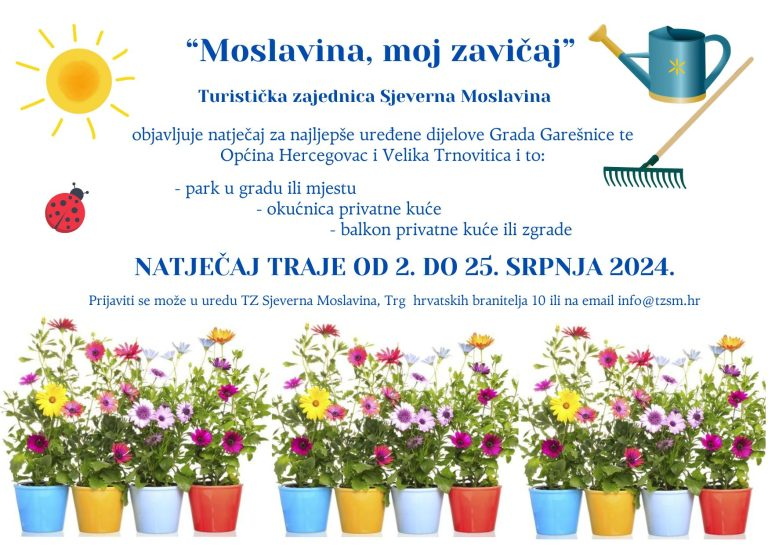 “Moslavina, moj zavičaj”
Turistička zajednica Sjeverna Moslavina
objavljuje natječaj za najljepše uređene dijelove Grada Garešnice te
Općina Hercegovac i Velika Trnovitica i to:
- park u gradu ili mjestu
- okućnica privatne kuće
- balkon privatne kuće ili zgrade
NATJEČAJ TRAJE OD 2. DO 25. SRPNJA 2024.
Prijaviti se može u uredu TZ Sjeverna Moslavina, Trg hrvatskih branitelja 10 ili na email info@tzsm.hr